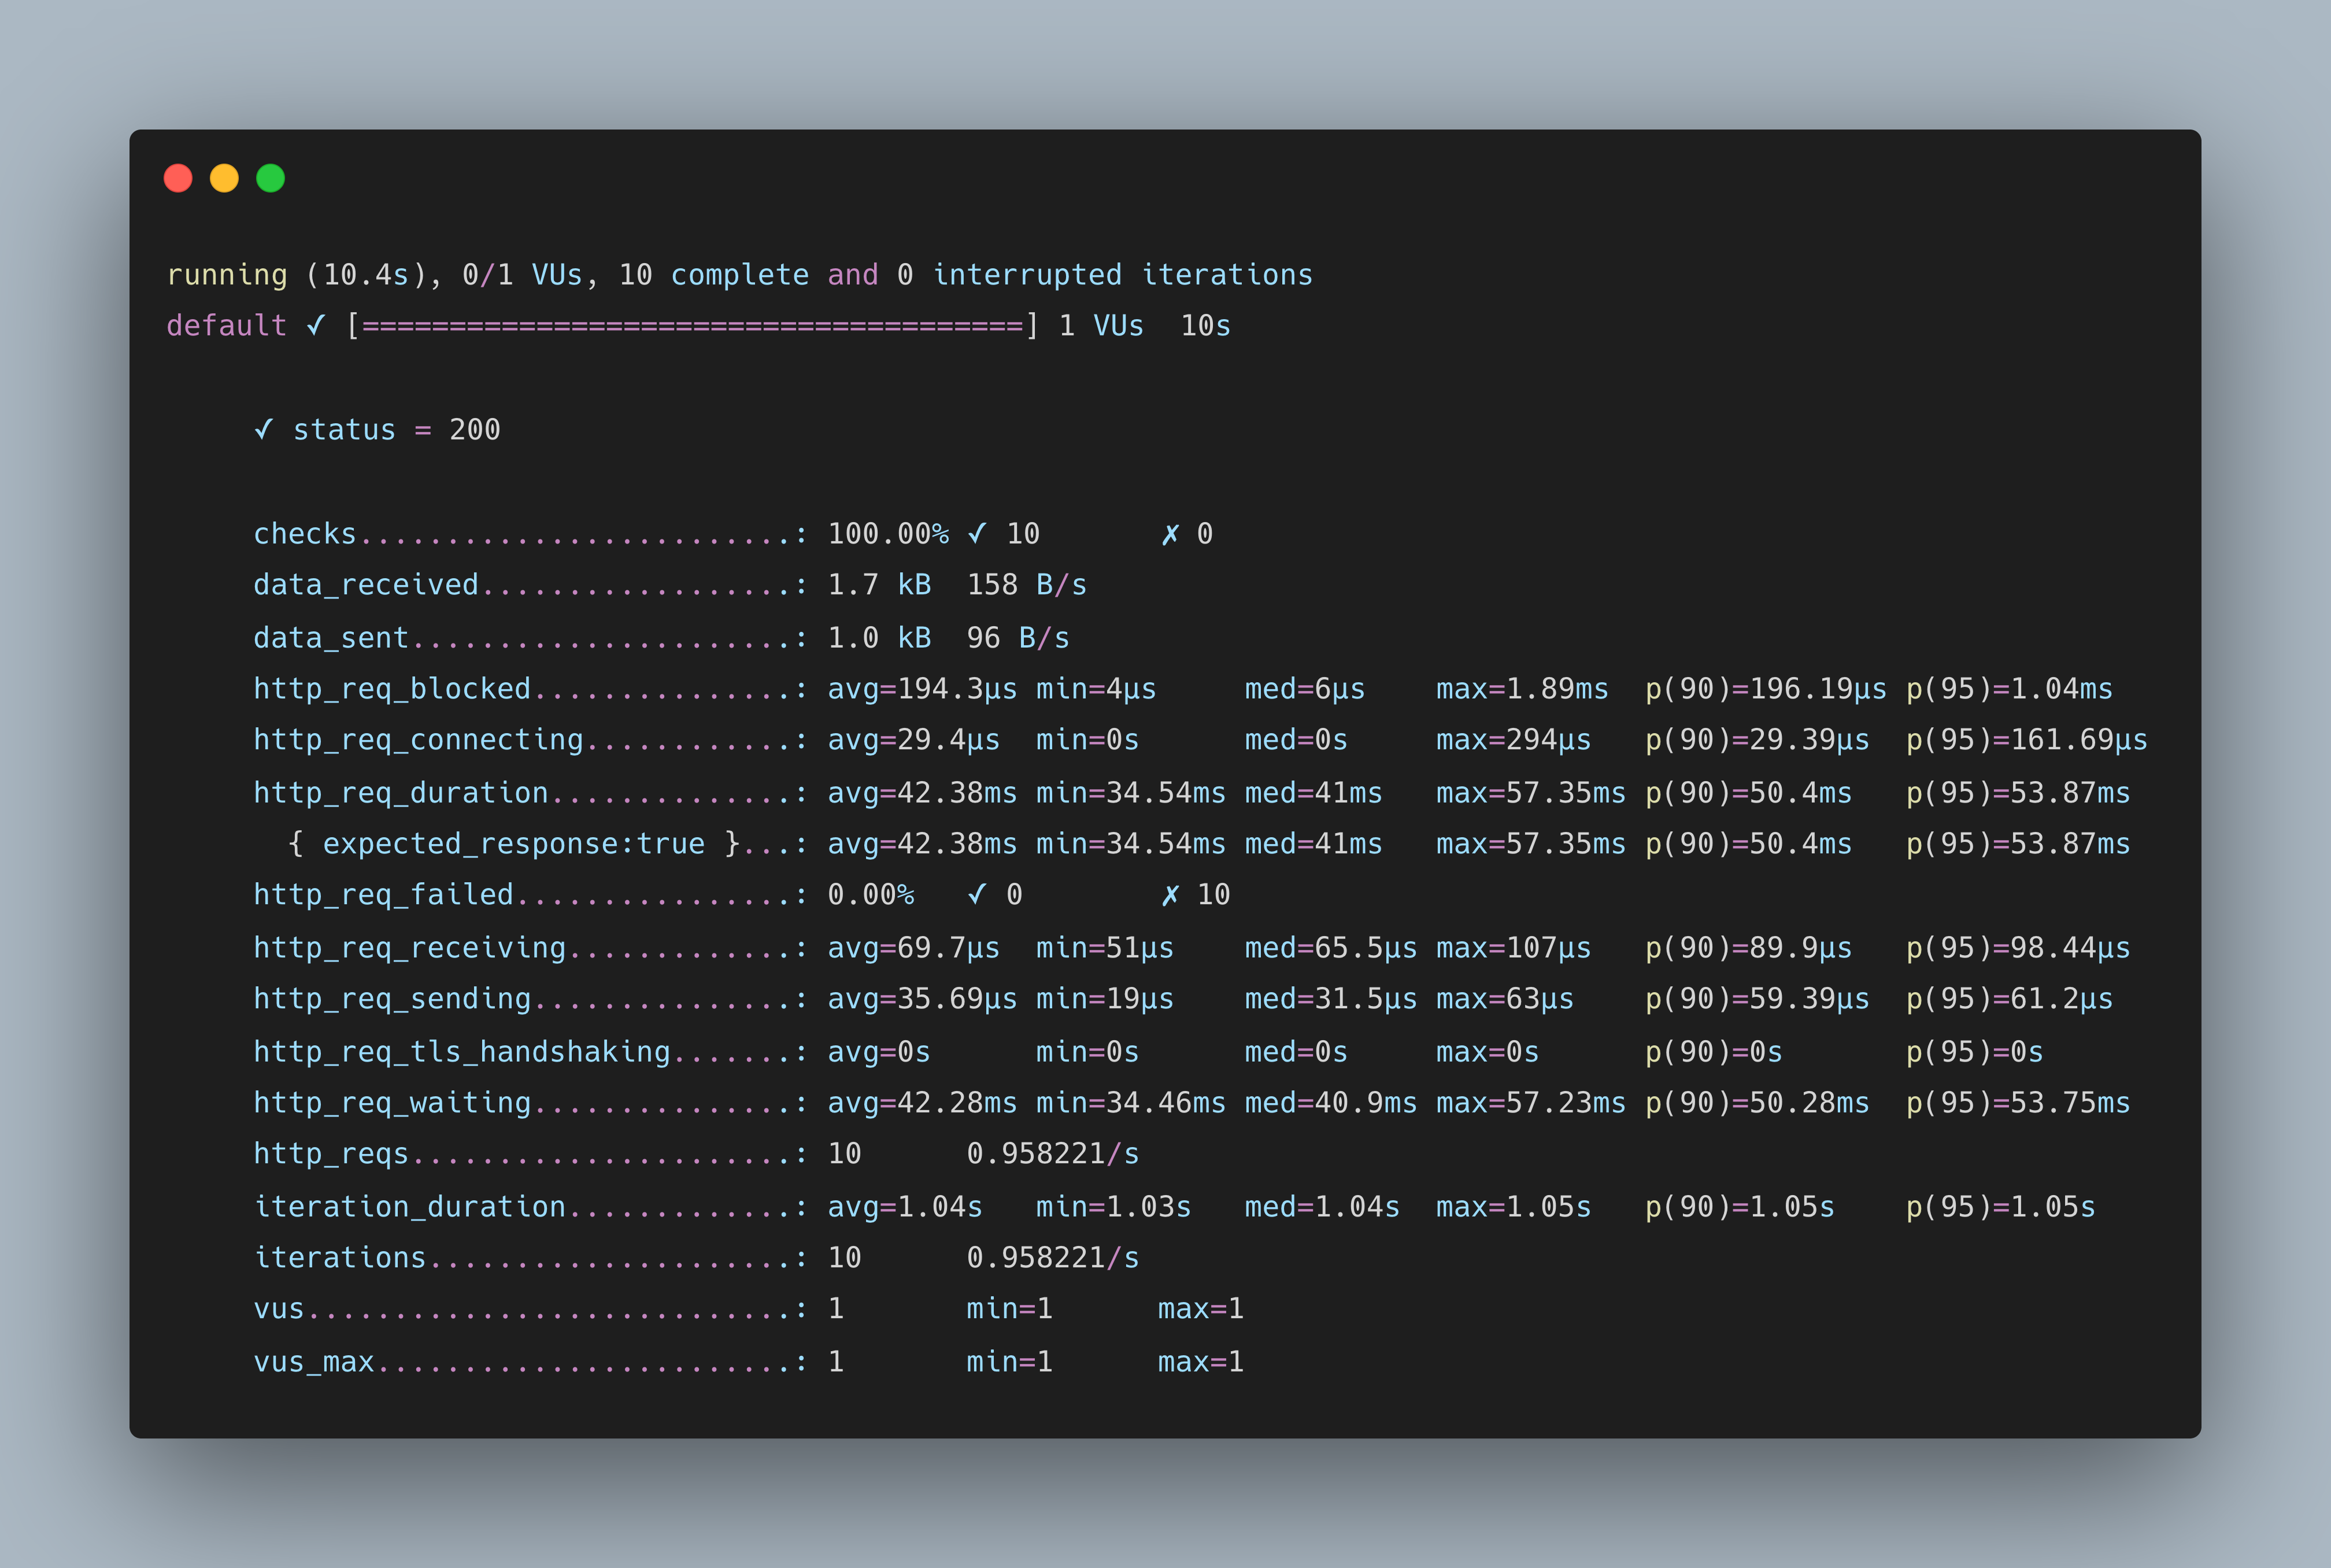 running (10.4s), 0/1 VUs, 10 complete and 0 interrupted iterations
default ✓ [======================================] 1 VUs  10s
✓ status = 200
checks.........................: 100.00% ✓ 10       ✗ 0
data_received..................: 1.7 kB  158 B/s
data_sent......................: 1.0 kB  96 B/s
http_req_blocked...............: avg=194.3µs min=4µs     med=6µs    max=1.89ms  p(90)=196.19µs p(95)=1.04ms
http_req_connecting............: avg=29.4µs  min=0s      med=0s     max=294µs   p(90)=29.39µs  p(95)=161.69µs
http_req_duration..............: avg=42.38ms min=34.54ms med=41ms   max=57.35ms p(90)=50.4ms   p(95)=53.87ms
{ expected_response:true }...: avg=42.38ms min=34.54ms med=41ms   max=57.35ms p(90)=50.4ms   p(95)=53.87ms
http_req_failed................: 0.00%   ✓ 0        ✗ 10
http_req_receiving.............: avg=69.7µs  min=51µs    med=65.5µs max=107µs   p(90)=89.9µs   p(95)=98.44µs
http_req_sending...............: avg=35.69µs min=19µs    med=31.5µs max=63µs    p(90)=59.39µs  p(95)=61.2µs
http_req_tls_handshaking.......: avg=0s      min=0s      med=0s     max=0s      p(90)=0s       p(95)=0s
http_req_waiting...............: avg=42.28ms min=34.46ms med=40.9ms max=57.23ms p(90)=50.28ms  p(95)=53.75ms
http_reqs......................: 10      0.958221/s
iteration_duration.............: avg=1.04s   min=1.03s   med=1.04s  max=1.05s   p(90)=1.05s    p(95)=1.05s
iterations.....................: 10      0.958221/s
vus............................: 1       min=1      max=1
vus_max........................: 1       min=1      max=1